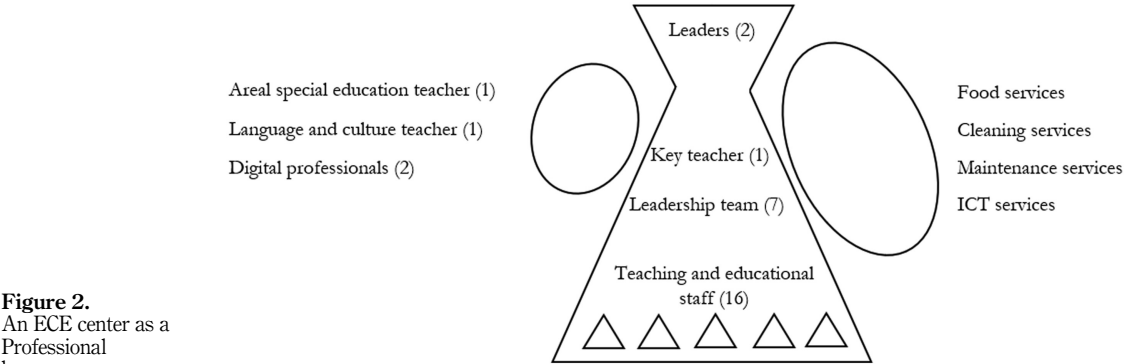 Leaders (2)
Areal special education teacher (1)
Language and culture teacher (1)
Digital professionals (2)
Key teacher (1)
Leadership team (7)
Teaching and educational
staff (16)
Food services
Cleaning services
Maintenance services
ICT services
Figure 2.
An ECE center as a
Professional